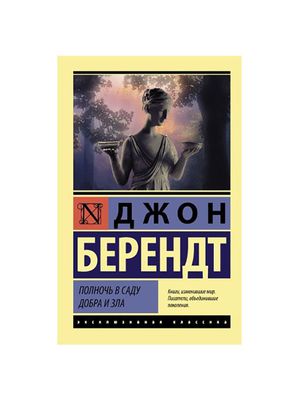 ДЖОН
БЕРЕНДТ
ПОЛНОЧЬ В САДУ
ДОБРА И ЗЛА
Книги, изменившие мир.
Писатели, объединившие
поколения.
ЭКСКЛЮЗИВНАЯ КЛАССИКА